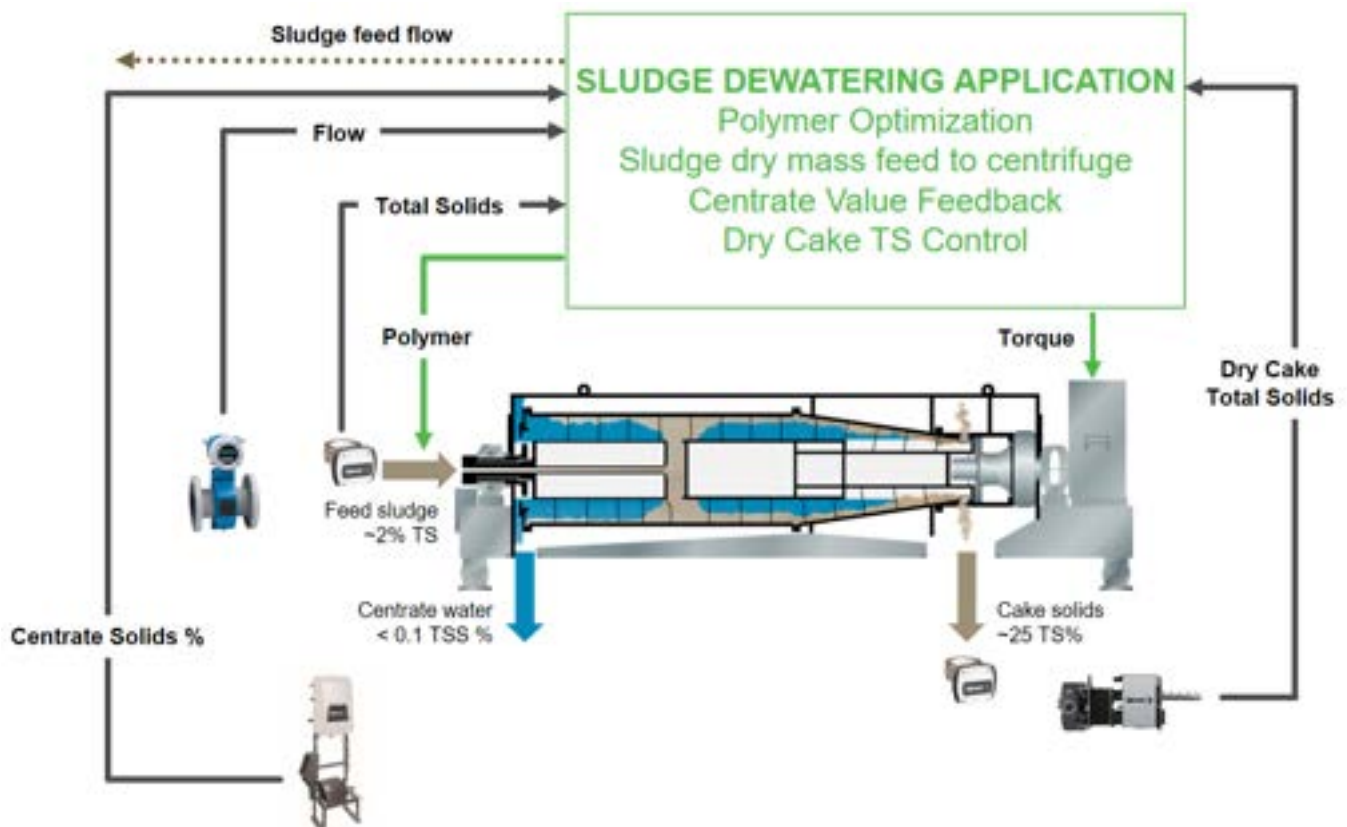 Sludge feed flow
SLUDGE DEWATERING APPLICATION
Polymer Optimization
Sludge dry mass feed to centrifuge
Centrate Value Feedback
Dry Cake TS Control
Flow
Total Solids
Polymer
Torque
Dry Cake
Total Solids
Feed sludge
~2% TS
Centrate water
< 0.1 TSS %
Cake solids
~25 TS%
Centrate Solids %